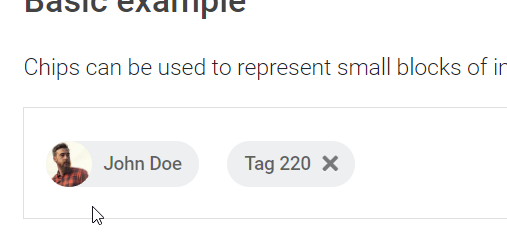 Basic example
Chips can be used to represent small blocks of
John Doe
Tag 220